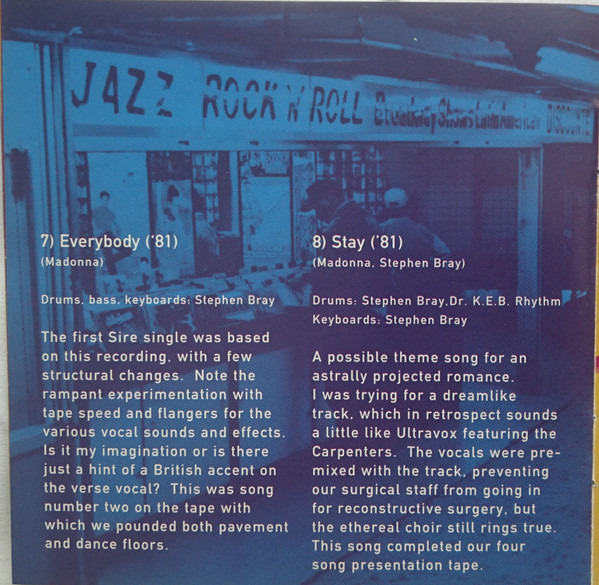 JAZZ ROCK'N'ROLL Broadway Shows Latin American
7) Everybody ('81)
(Madonna)
Drums, bass, keyboards: Stephen Bray
The first Sire single was based
on this recording, with a few
structural changes. Note the
rampant experimentation with
tape speed and flangers for the
various vocal sounds and effects.
Is it my imagination or is there
just a hint of a British accent on
the verse vocal? This was song
number two on the tape with
which we pounded both pavement
and dance floors.
8) Stay ('81)
(Madonna, Stephen Bray)
Drums: Stephen Bray,Dr. K.E.B. Rhythm
Keyboards: Stephen Bray
A possible theme song for an
astrally projected romance.
I was trying for a dreamlike
track, which in retrospect sounds
a little like Ultravox featuring the
Carpenters. The vocals were pre-
mixed with the track, preventing
our surgical staff from going in
for reconstructive surgery, but
the ethereal choir still rings true.
This song completed our four
song presentation tape.